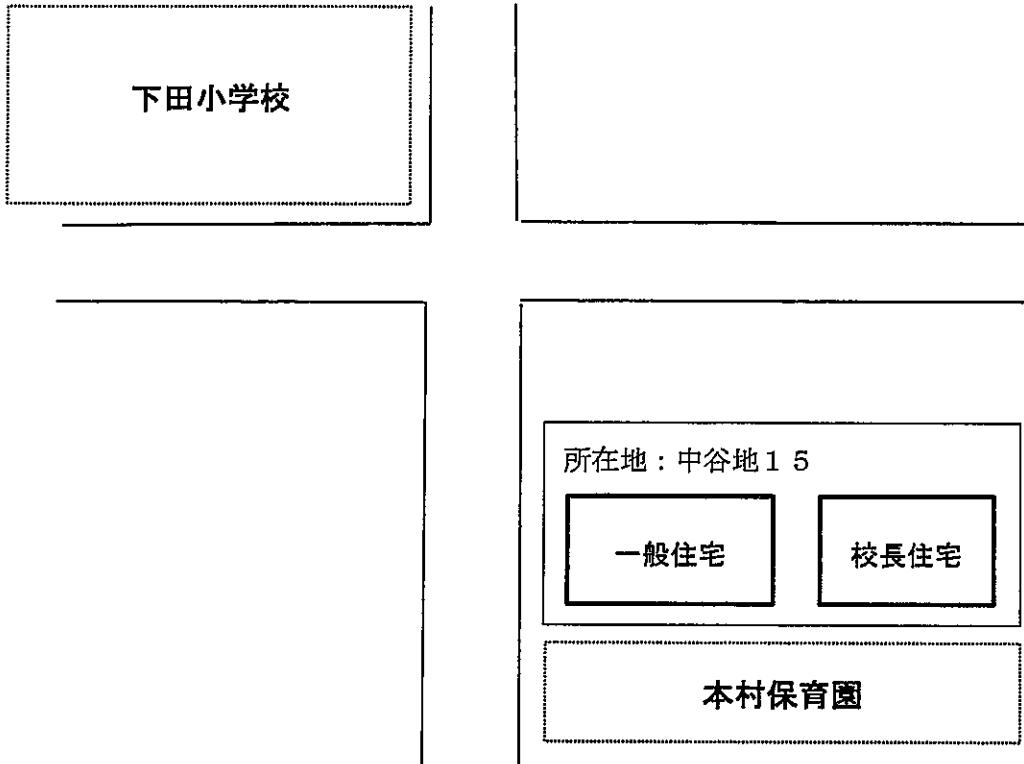 下田小学校
所在地：中谷地１５
一般住宅
校長住宅
本村保育園